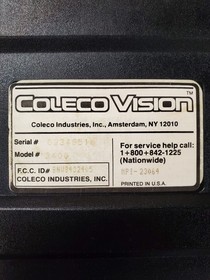 COLECOVISION™
Coleco Industries, Inc., Amsterdam, NY 12010
Serial #
Model #
F.C.C. ID#
COLECO INDUSTRIES, INC.
For service help call:
1+800+842-1225
(Nationwide)
PRINTED IN U.S.A.